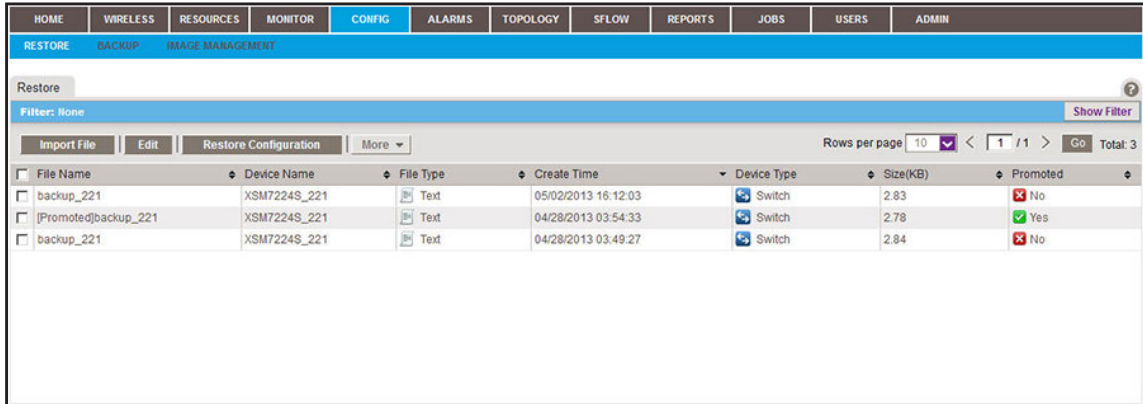 HOME WIRELESS RESOURCES MONITOR CONFIG ALARMS TOPOLOGY SFLOW REPORTS JOBS USERS ADMIN
RESTORE BACKUP IMAGE MANAGEMENT
Restore ?
Filter: None Show Filter
Import File Edit Restore Configuration More Rows per page 10 < 1 / 1 > Go Total: 3
File Name Device Name File Type Create Time Device Type Size(KB) Promoted
backup_221 XSM7224S_221 Text 05/02/2013 16:12:03 Switch 2.83 No
[Promoted]backup_221 XSM7224S_221 Text 04/28/2013 03:54:33 Switch 2.78 Yes
backup_221 XSM7224S_221 Text 04/28/2013 03:49:27 Switch 2.84 No